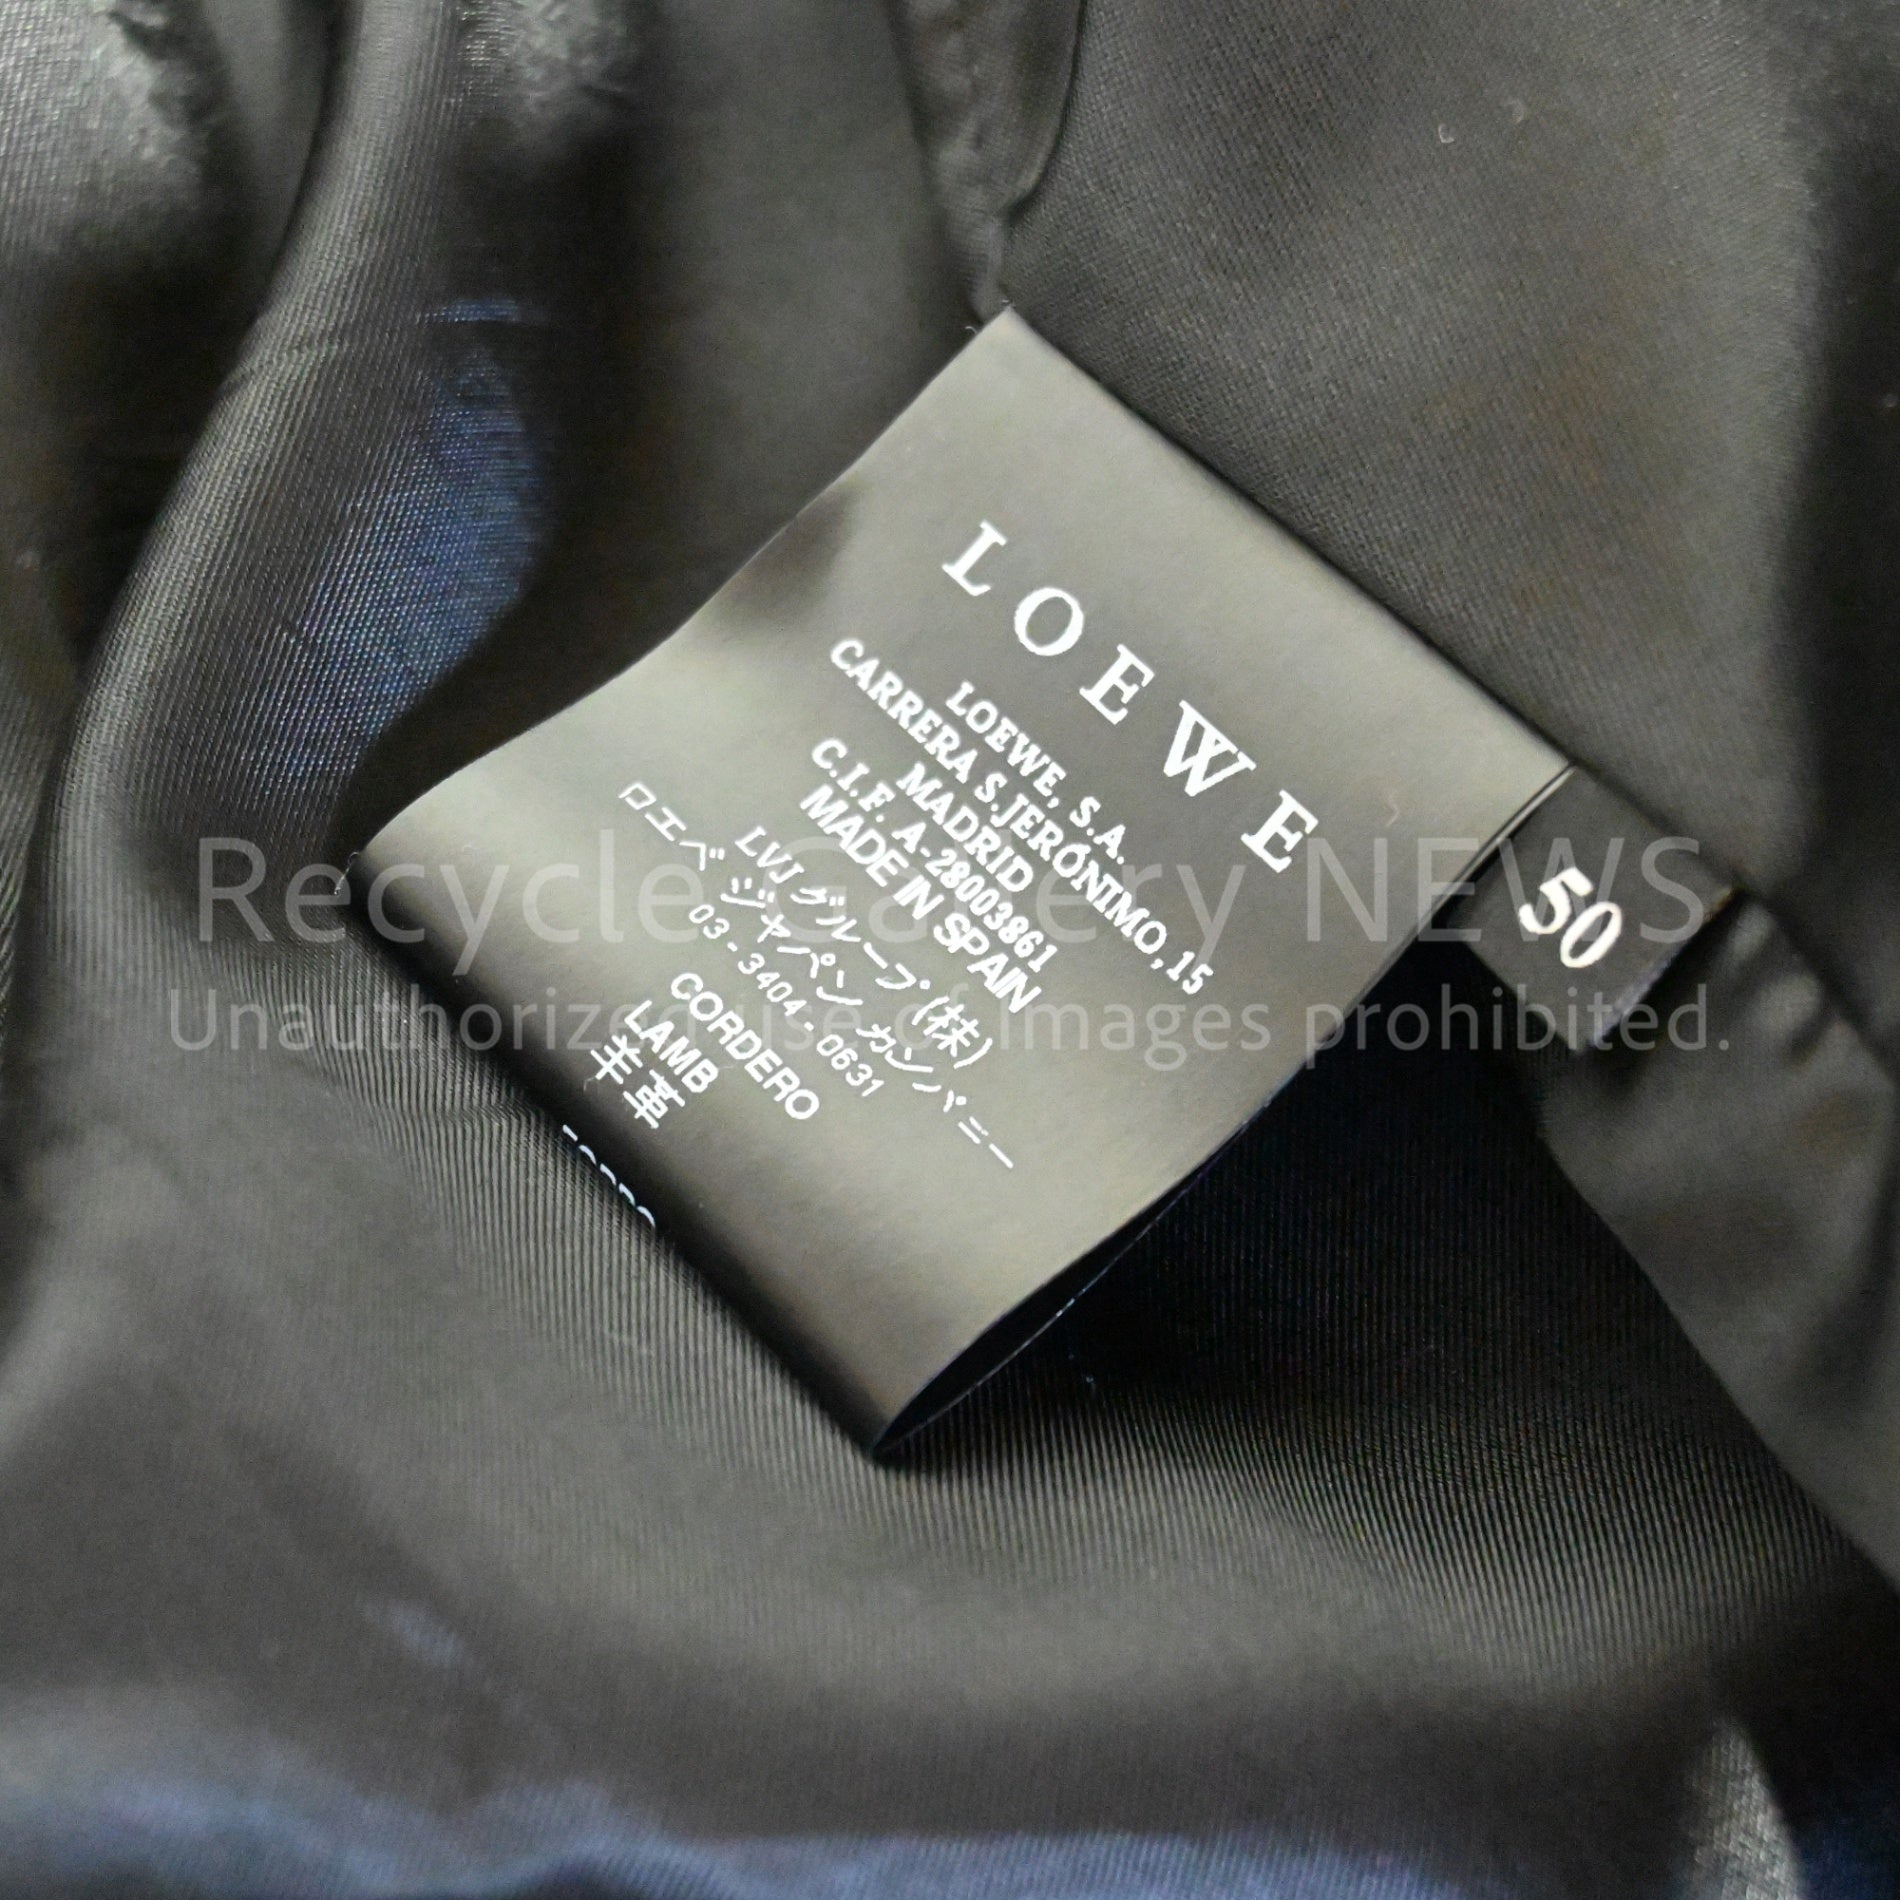 LOEWE
LOEWE, S.A.
CARRERA S.JERÓNIMO, 15
MADRID
C.I.F. A-28003861
MADE IN SPAIN
LVJグループ(株)
ロエベ ジャパン カンパニー
03-3404-0631
CORDERO
LAMB
羊革
50
Recycle Gallery NEWS
Unauthorized use of images prohibited.